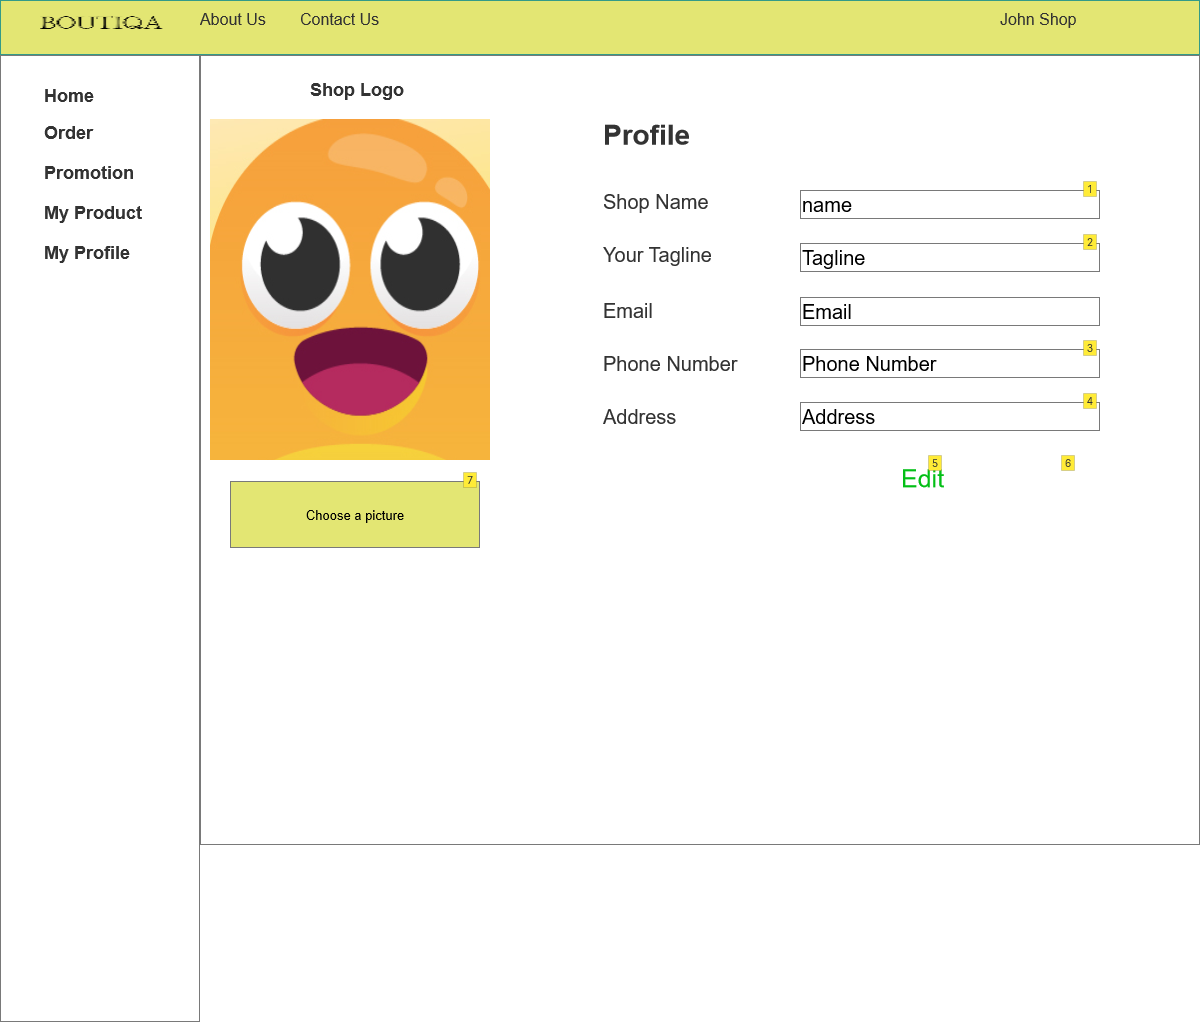 BOUTIQA About Us Contact Us John Shop
Home
Order
Promotion
My Product
My Profile
Shop Logo
7
Choose a picture
Profile
1
Shop Name name
2
Your Tagline Tagline
Email Email
3
Phone Number Phone Number
4
Address Address
5 6
Edit